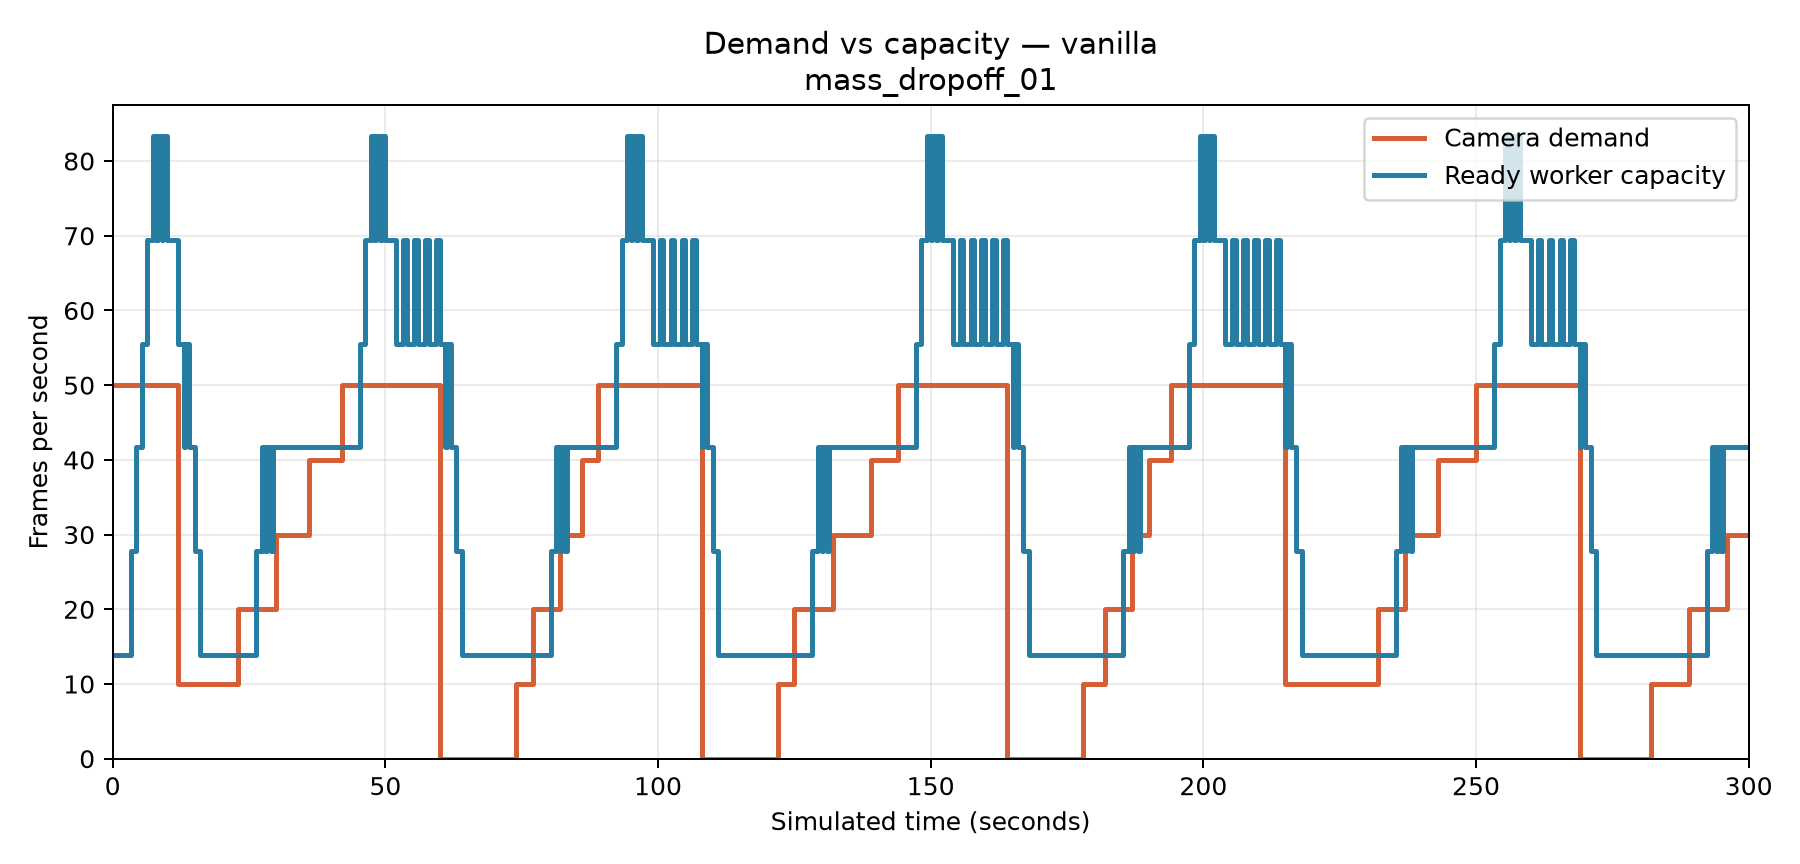 Demand vs capacity — vanilla
mass_dropoff_01
Camera demand
Ready worker capacity
Frames per second
80
70
60
50
40
30
20
10
0
0 50 100 150 200 250 300
Simulated time (seconds)